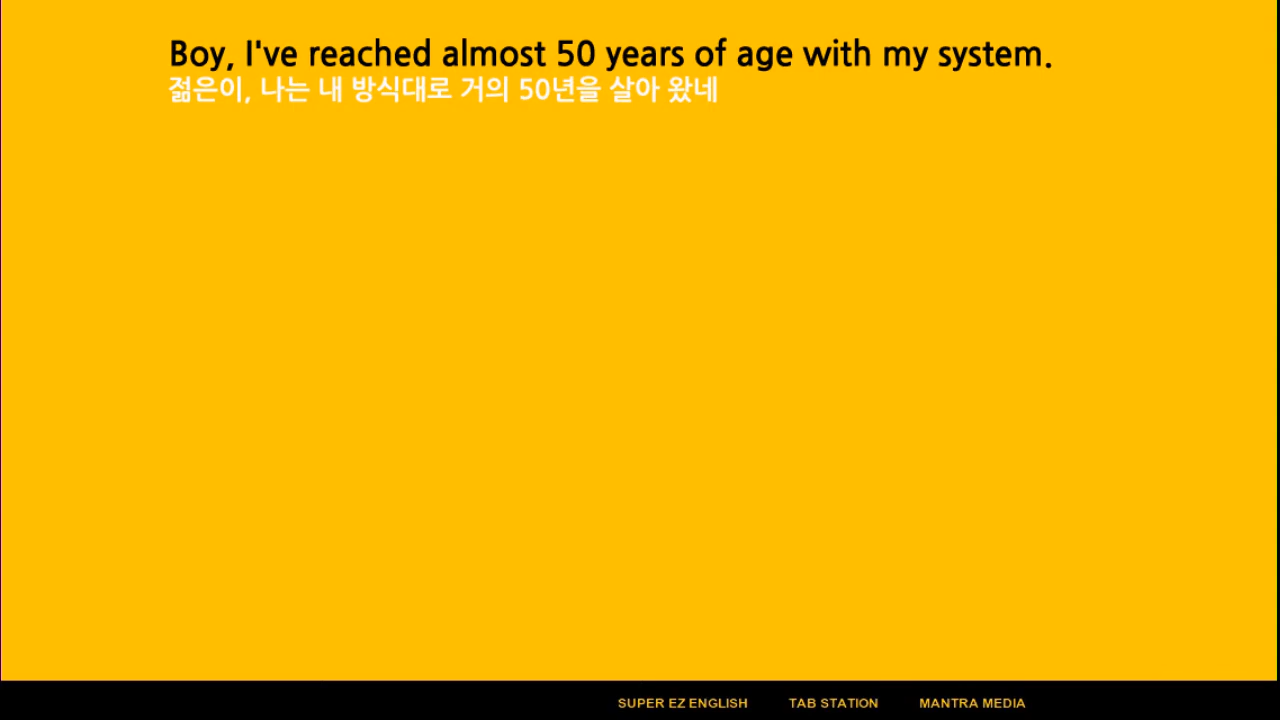 Boy, I've reached almost 50 years of age with my system.
젊은이, 나는 내 방식대로 거의 50년을 살아 왔네
SUPER EZ ENGLISH TAB STATION MANTRA MEDIA